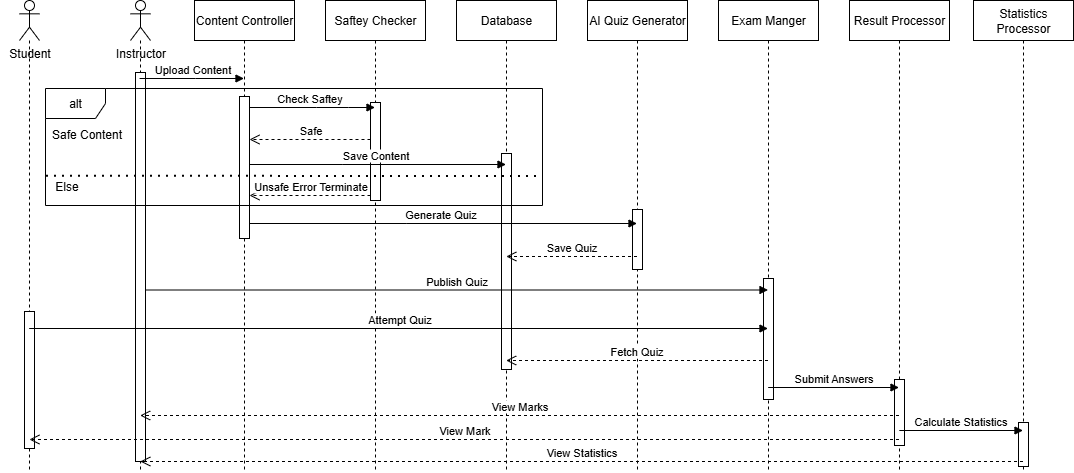 Student
Instructor
Content Controller
Saftey Checker
Database
AI Quiz Generator
Exam Manger
Result Processor
Statistics
Processor
Upload Content
alt
Check Saftey
Safe Content
Safe
Save Content
Else
Unsafe Error Terminate
Generate Quiz
Save Quiz
Publish Quiz
Attempt Quiz
Fetch Quiz
Submit Answers
View Marks
Calculate Statistics
View Mark
View Statistics